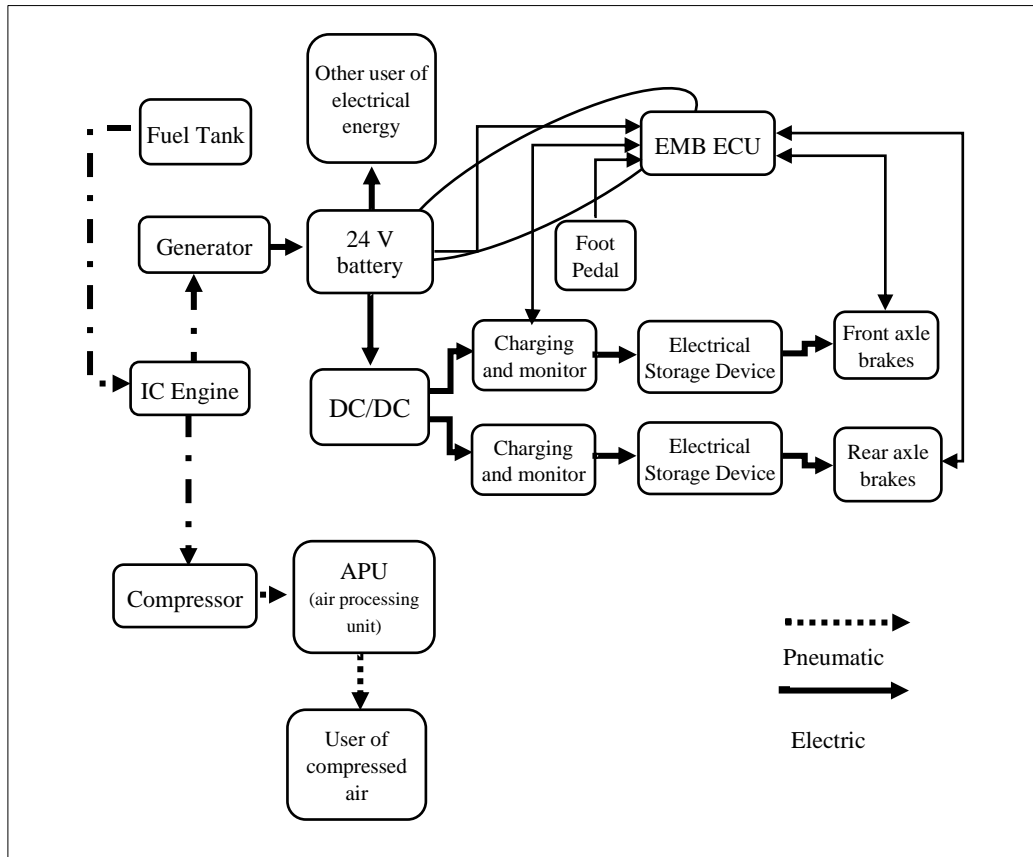 Other user of
electrical
energy
Fuel Tank
EMB ECU
Generator
24 V
battery
Foot
Pedal
Charging
and monitor
Electrical
Storage Device
Front axle
brakes
IC Engine
DC/DC
Charging
and monitor
Electrical
Storage Device
Rear axle
brakes
Compressor
APU
(air processing
unit)
User of
compressed
air
Pneumatic
Electric